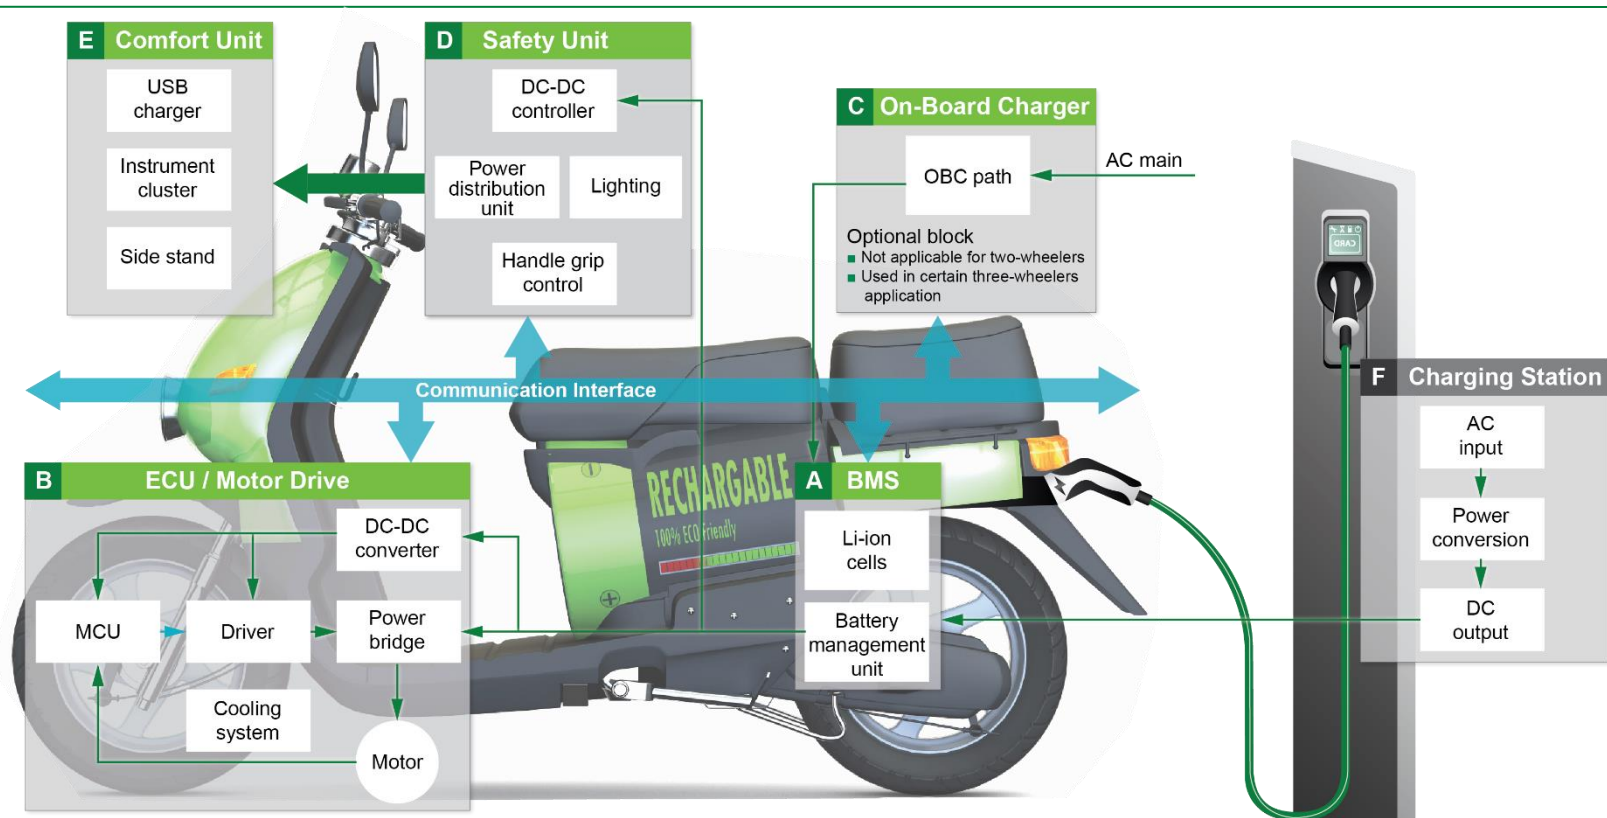 E Comfort Unit
USB
charger
Instrument
cluster
Side stand
D Safety Unit
DC-DC
controller
Power
distribution
unit
Lighting
Handle grip
control
C On-Board Charger
OBC path
AC main
Optional block
Not applicable for two-wheelers
Used in certain three-wheelers
application
CARD
Communication Interface
F Charging Station
AC
input
Power
conversion
DC
output
B ECU / Motor Drive
DC-DC
converter
MCU
Driver
Power
bridge
Cooling
system
Motor
RECHARGABLE
100% ECO Friendly
A BMS
Li-ion
cells
Battery
management
unit